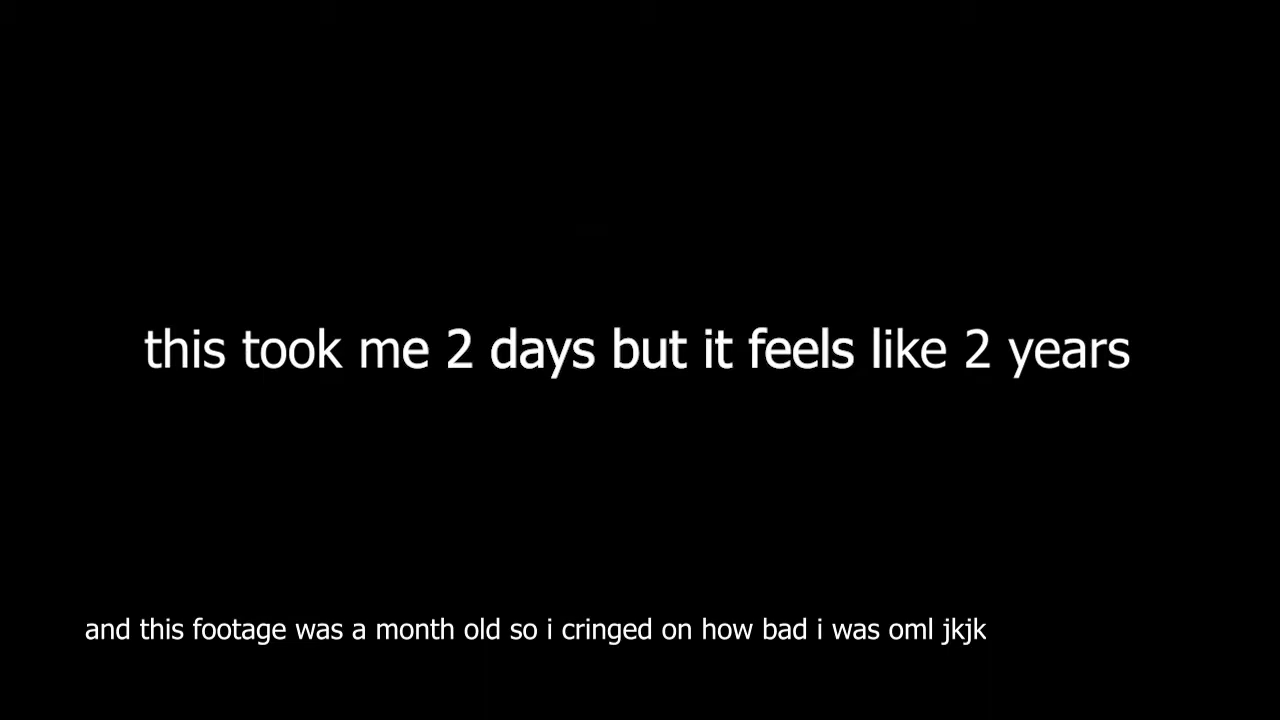 this took me 2 days but it feels like 2 years
and this footage was a month old so i cringed on how bad i was oml jkjk